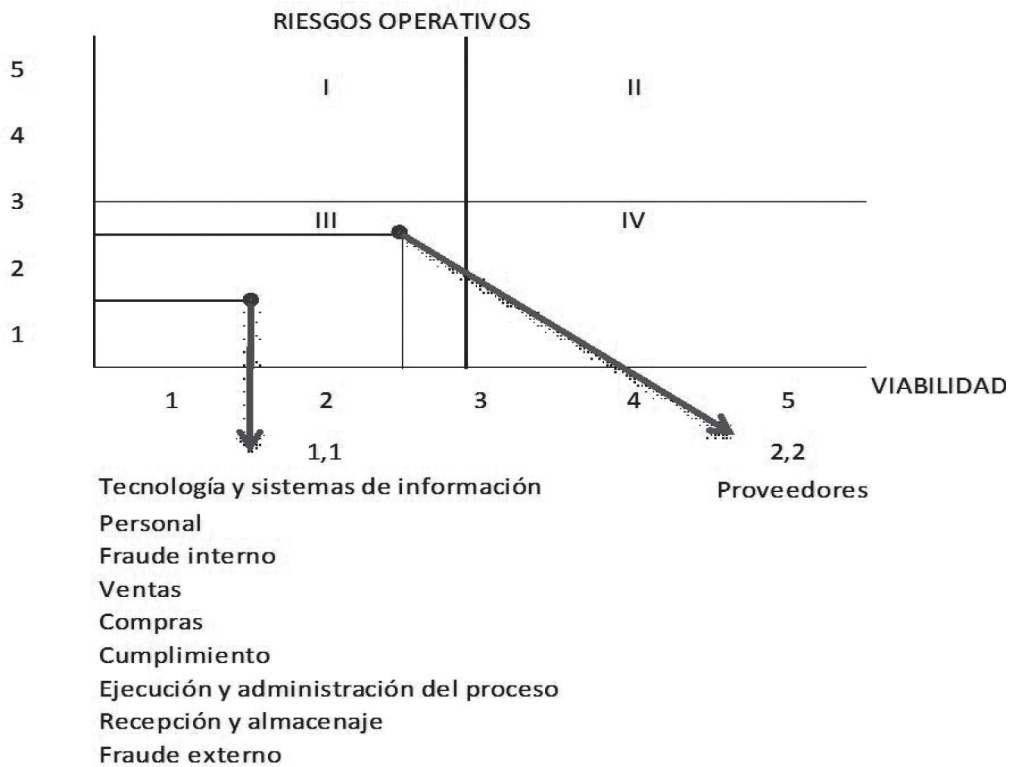 RIESGOS OPERATIVOS
5
I
II
4
3
III
IV
2
1
1 2 3 4 5
VIABILIDAD
1,1
2,2
Tecnología y sistemas de información
Proveedores
Personal
Fraude interno
Ventas
Compras
Cumplimiento
Ejecución y administración del proceso
Recepción y almacenaje
Fraude externo